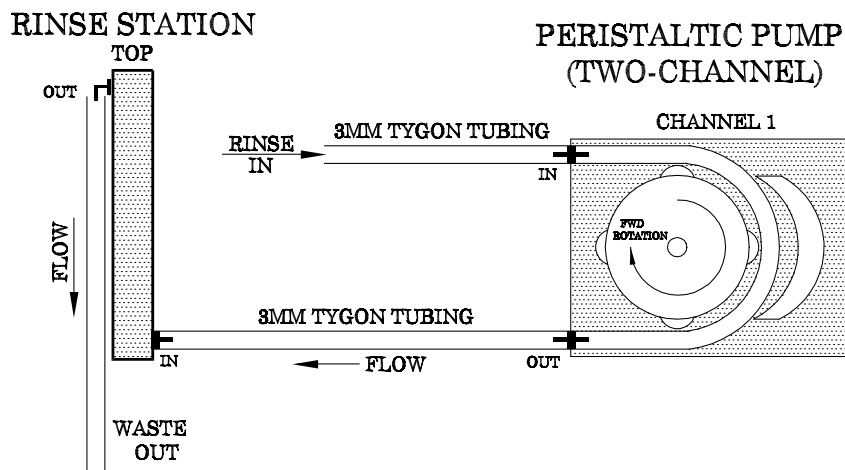 RINSE STATION
TOP
OUT
PERISTALTIC PUMP
(TWO-CHANNEL)
CHANNEL 1
3MM TYGON TUBING
RINSE
IN
IN
FWD
ROTATION
FLOW
3MM TYGON TUBING
IN
FLOW
OUT
WASTE
OUT